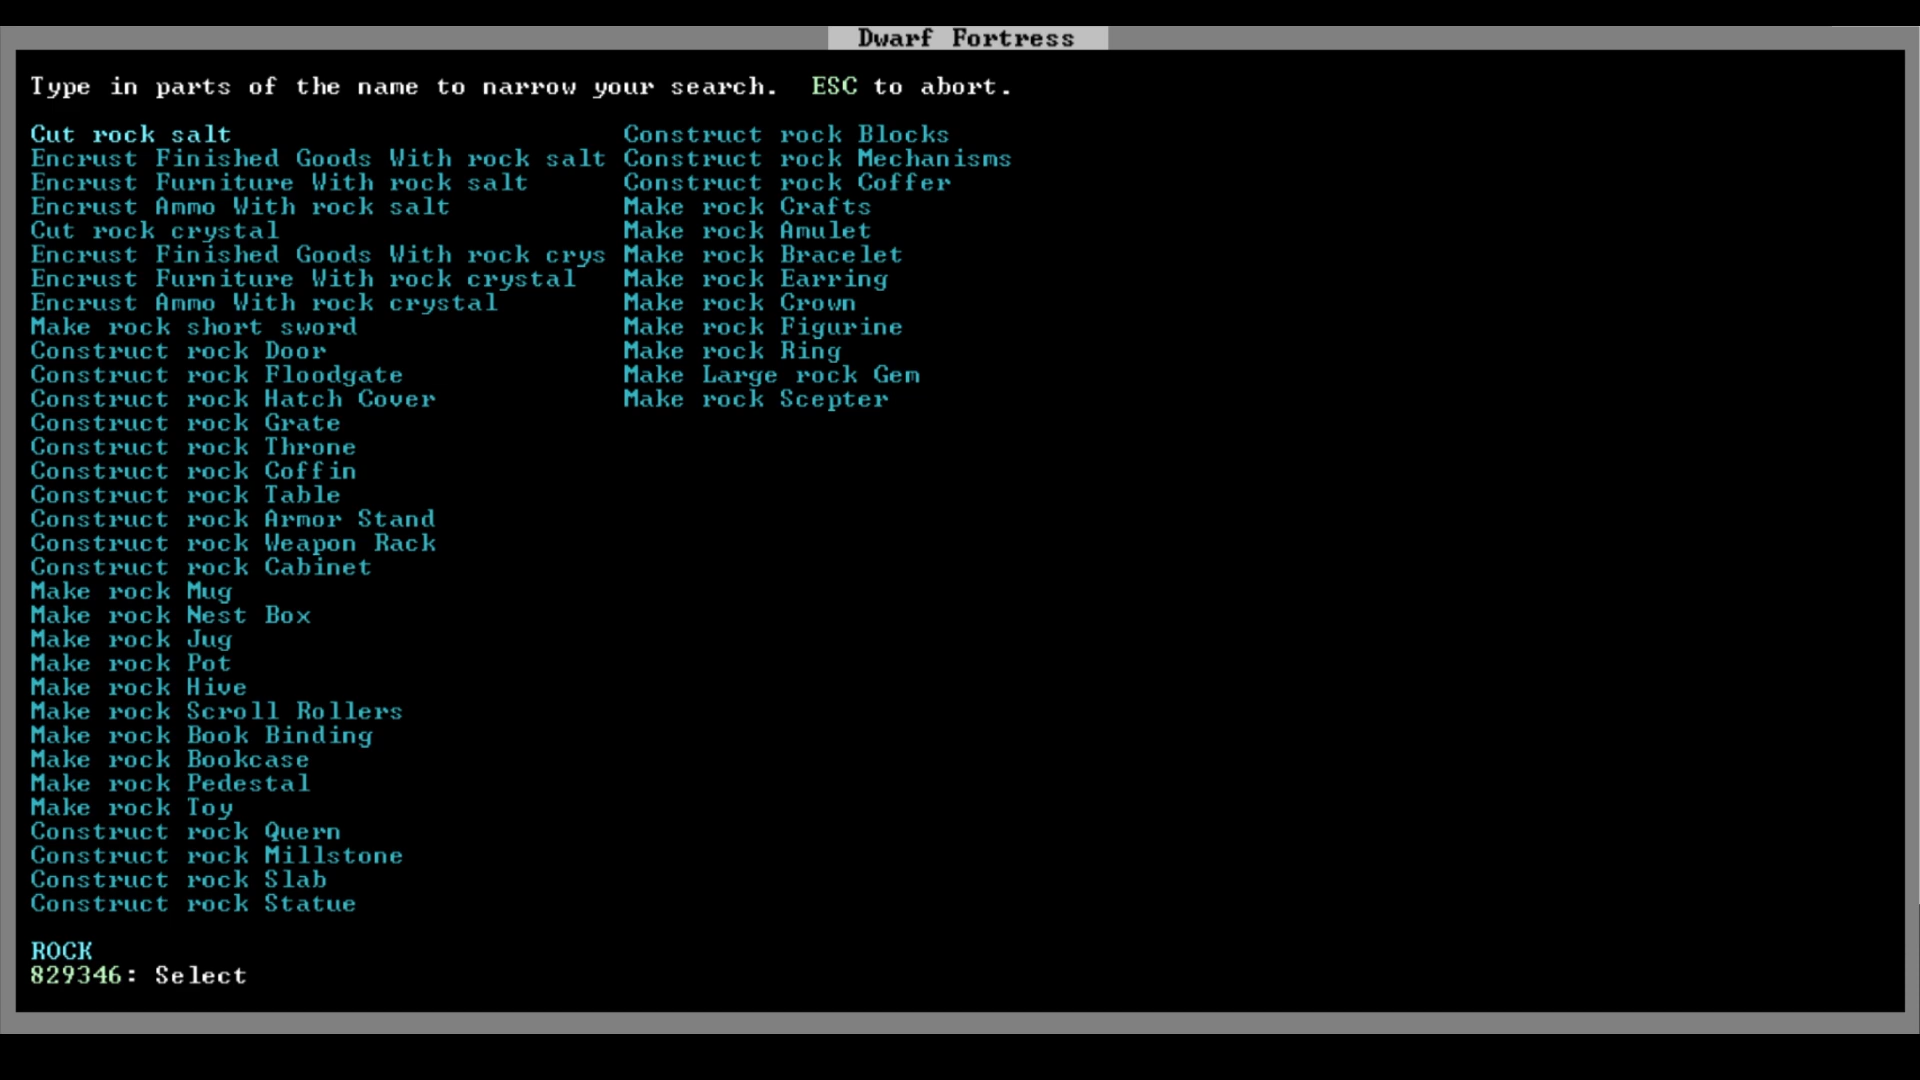 Dwarf Fortress
Type in parts of the name to narrow your search.  ESC to abort.
Cut rock salt
Encrust Finished Goods With rock salt
Encrust Furniture With rock salt
Encrust Ammo With rock salt
Cut rock crystal
Encrust Finished Goods With rock crys
Encrust Furniture With rock crystal
Encrust Ammo With rock crystal
Make rock short sword
Construct rock Door
Construct rock Floodgate
Construct rock Hatch Cover
Construct rock Grate
Construct rock Throne
Construct rock Coffin
Construct rock Table
Construct rock Armor Stand
Construct rock Weapon Rack
Construct rock Cabinet
Make rock Mug
Make rock Nest Box
Make rock Jug
Make rock Pot
Make rock Hive
Make rock Scroll Rollers
Make rock Book Binding
Make rock Bookcase
Make rock Pedestal
Make rock Toy
Construct rock Quern
Construct rock Millstone
Construct rock Slab
Construct rock Statue
Construct rock Blocks
Construct rock Mechanisms
Construct rock Coffer
Make rock Crafts
Make rock Amulet
Make rock Bracelet
Make rock Earring
Make rock Crown
Make rock Figurine
Make rock Ring
Make Large rock Gem
Make rock Scepter
ROCK
829346: Select